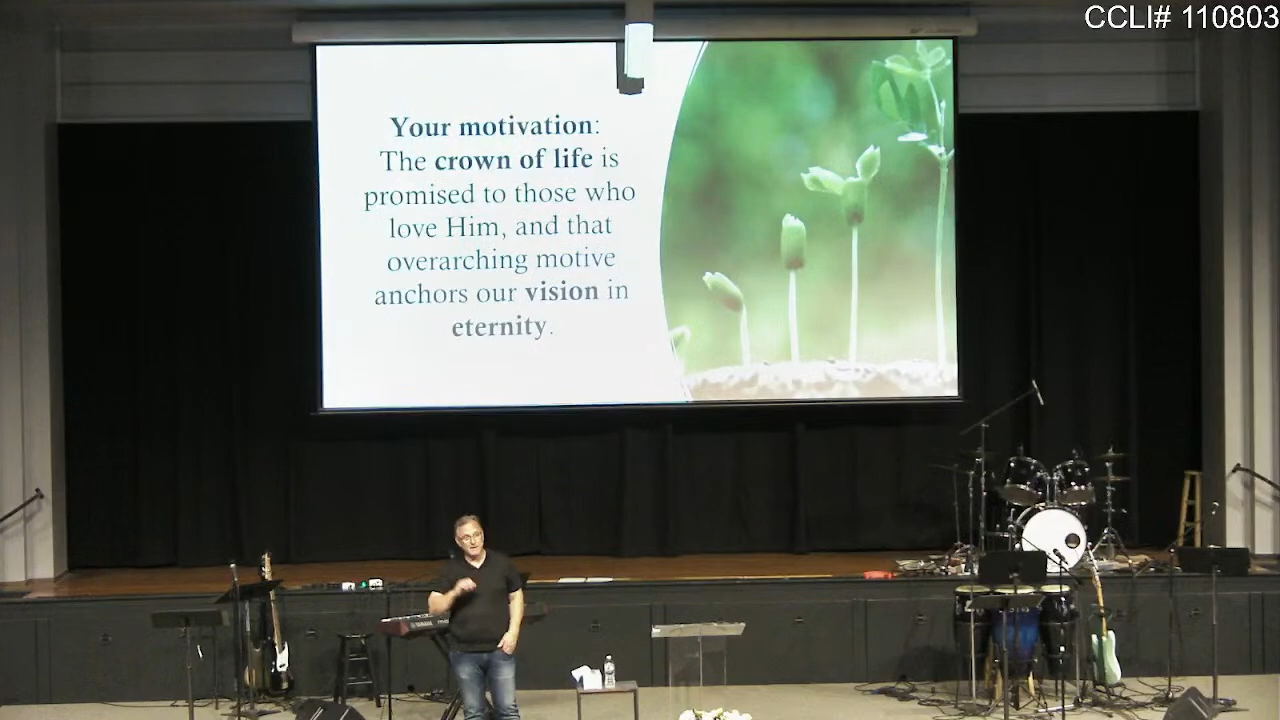 CCLI# 110803
Your motivation:
The crown of life is
promised to those who
love Him, and that
overarching motive
anchors our vision in
eternity.
YAMAHA